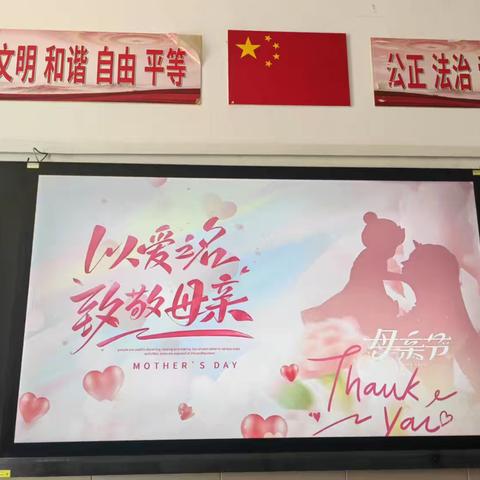 文明 和谐 自由 平等
公正 法治
以爱之名
致敬母亲
MOTHER`S DAY
母亲节
Thank
You